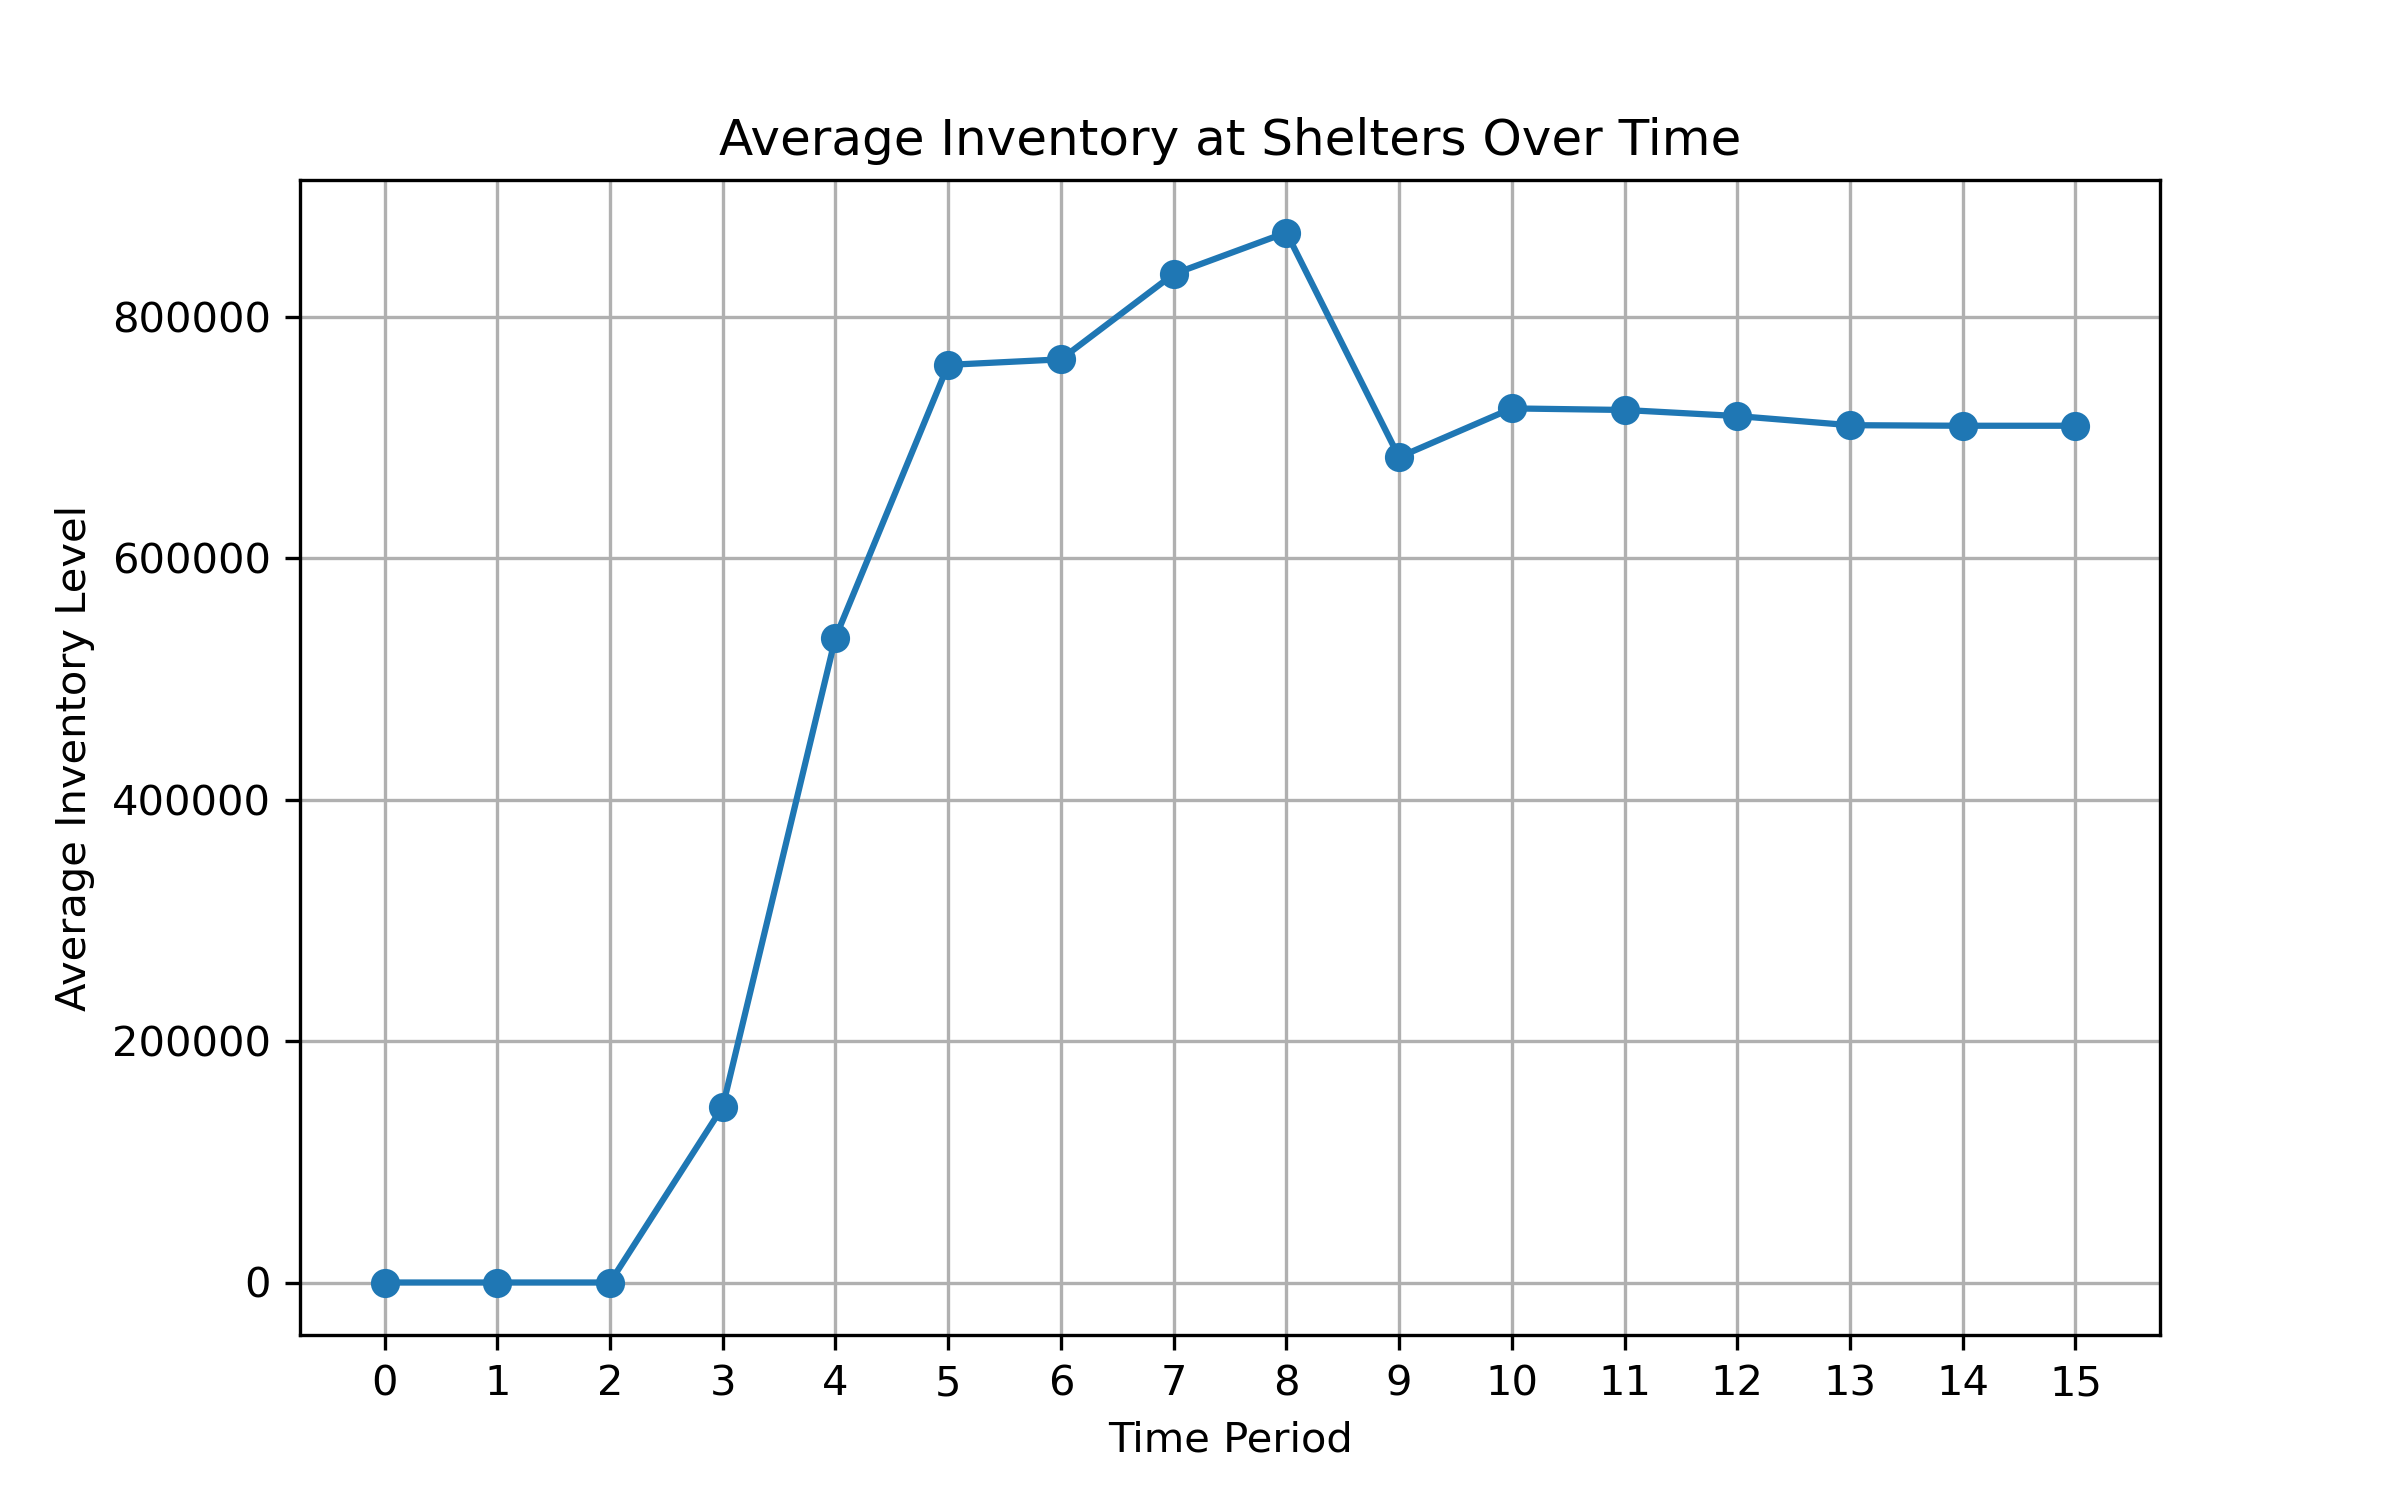 Average Inventory at Shelters Over Time
Average Inventory Level
800000
600000
400000
200000
0
0 1 2 3 4 5 6 7 8 9 10 11 12 13 14 15
Time Period